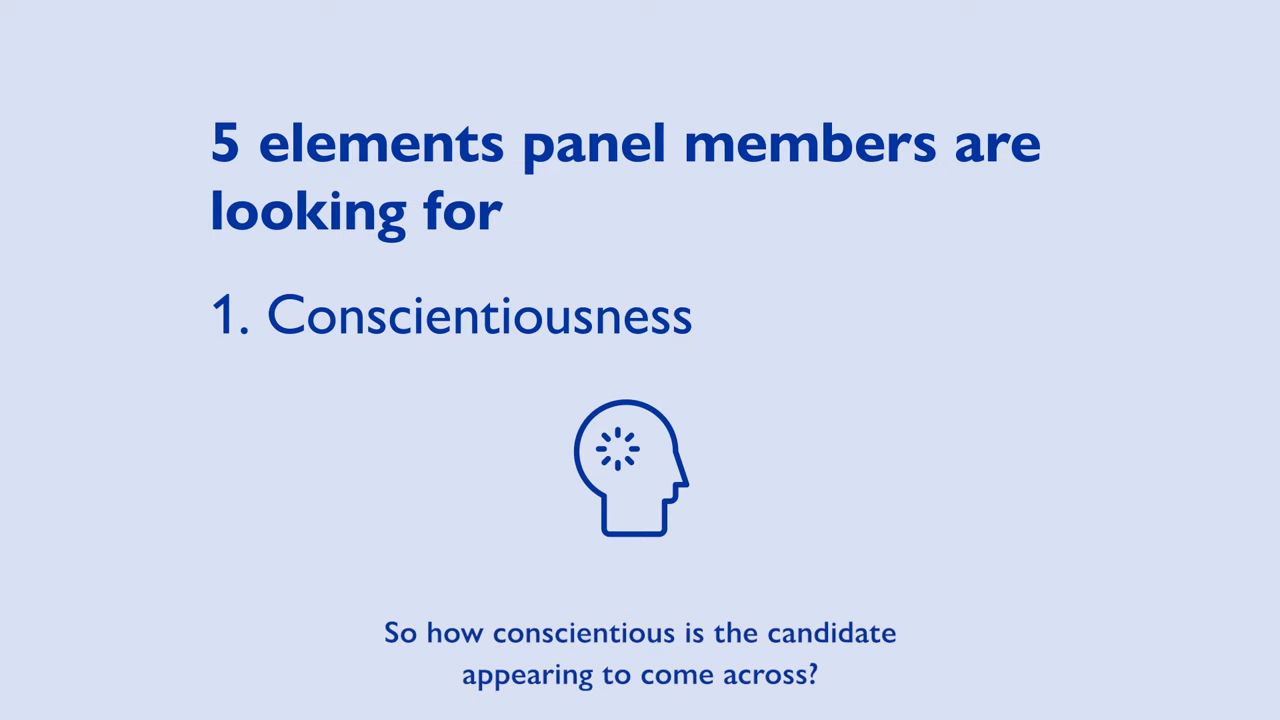 5 elements panel members are
looking for
1. Conscientiousness
So how conscientious is the candidate
appearing to come across?